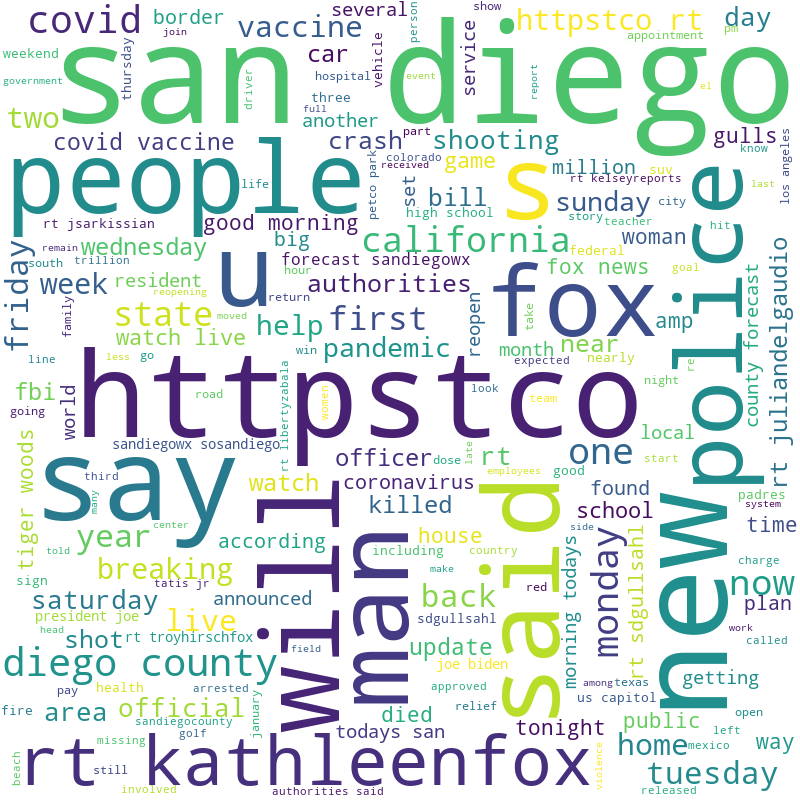 covid
border
several
httpstco rt
day
weekend
join
thursday
vaccine
car
vehicle
service
person
show
appointment
pm
government
san diego
driver
hospital
event
report
el
two
three
full
another
part
gulls
covid vaccine
crash
shooting
received
colorado
know
los angeles
people
life
petco park
set
game
million
suv
rt kelseyreports
last
bill
s
sunday
city
high school
story
teacher
hit
rt jsarkissian
good morning
woman
friday
remain
wednesday
big
california
federal
south
trillion
forecast sandiegowx
fox news
goal
week
resident
hour
u
authorities
fox
new police
reopening
return
state
moved
first
reopen
amp
take
county forecast
rt juliandelgaudio
family
watch live
help
win
pandemic
month
near
expected
nearly
re
night
line
go
fbi
world
road
rt libertyzabala
women
httpstco
look
team
local
start
going
tiger woods
say
sandiegowx sosandiego
officer
rt
one
third
late
dose
employees
good
many
watch
coronavirus
found
padres
system
center
will
man
killed
said
school
time
year
according
house
side
told
including
country
morning todays
monday
rt sdgullsahl
charge
breaking
sign
tatis jr
make
now
saturday
announced
back
red
plan
president joe
live
sdgullsahl
work
head
shot
rt troyhirschfox
field
update
called
diego county
joe biden
among
texas
getting
pay
health
arrested
approved
us capitol
fire
area
official
january
died
relief
public
left
open
sandiegocounty
tonight
missing
golf
todays san
home
mexico
way
beach
still
rt kathleenfox
violence
tuesday
involved
authorities said
released